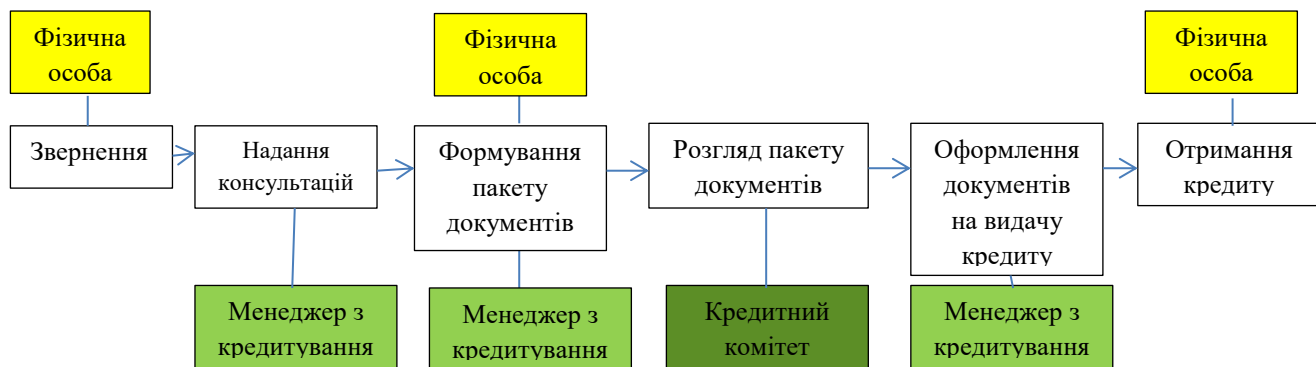 Фізична
особа
Фізична
особа
Фізична
особа
Звернення
Надання
консультацій
Формування
пакету
документів
Розгляд пакету
документів
Оформлення
документів
на видачу
кредиту
Отримання
кредиту
Менеджер з
кредитування
Менеджер з
кредитування
Кредитний
комітет
Менеджер з
кредитування